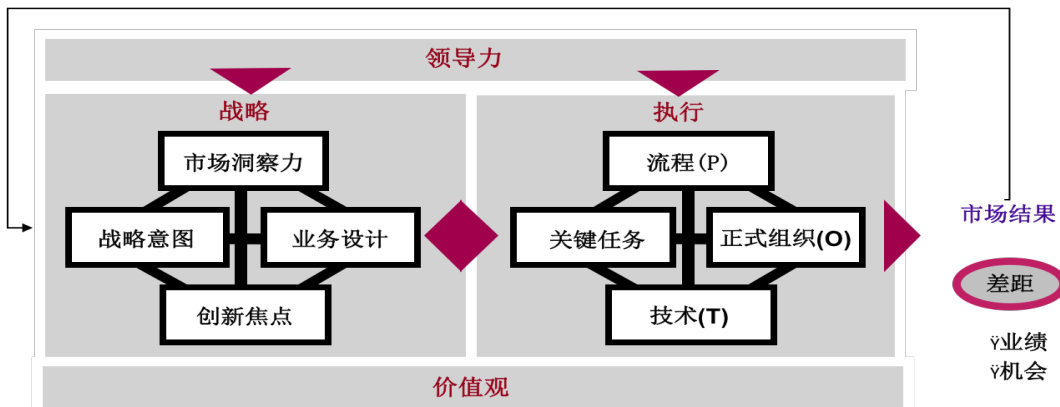 领导力
战略
执行
市场洞察力
流程(P)
战略意图
业务设计
关键任务
正式组织(O)
市场结果
创新焦点
技术(T)
差距
ÿ业绩
ÿ机会
价值观